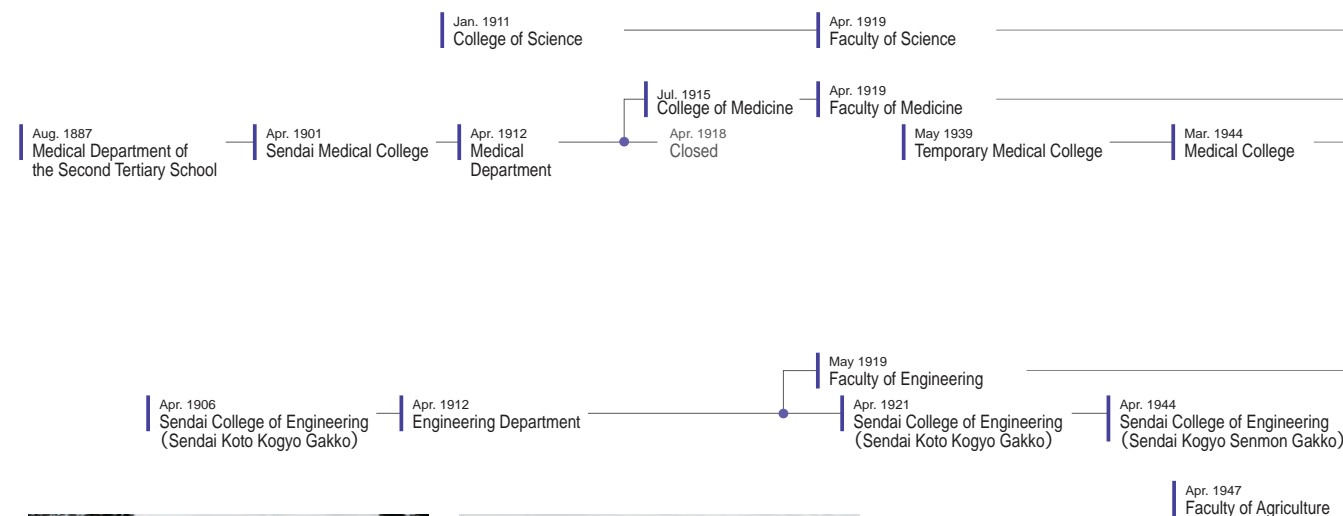 Jan. 1911
College of Science
Apr. 1919
Faculty of Science
Jul. 1915
College of Medicine
Apr. 1919
Faculty of Medicine
Aug. 1887
Medical Department of
the Second Tertiary School
Apr. 1901
Sendai Medical College
Apr. 1912
Medical
Department
Apr. 1918
Closed
May 1939
Temporary Medical College
Mar. 1944
Medical College
May 1919
Faculty of Engineering
Apr. 1906
Sendai College of Engineering
（Sendai Koto Kogyo Gakko）
Apr. 1912
Engineering Department
Apr. 1921
Sendai College of Engineering
（Sendai Koto Kogyo Gakko）
Apr. 1944
Sendai College of Engineering
（Sendai Kogyo Senmon Gakko）
Apr. 1947
Faculty of Agriculture